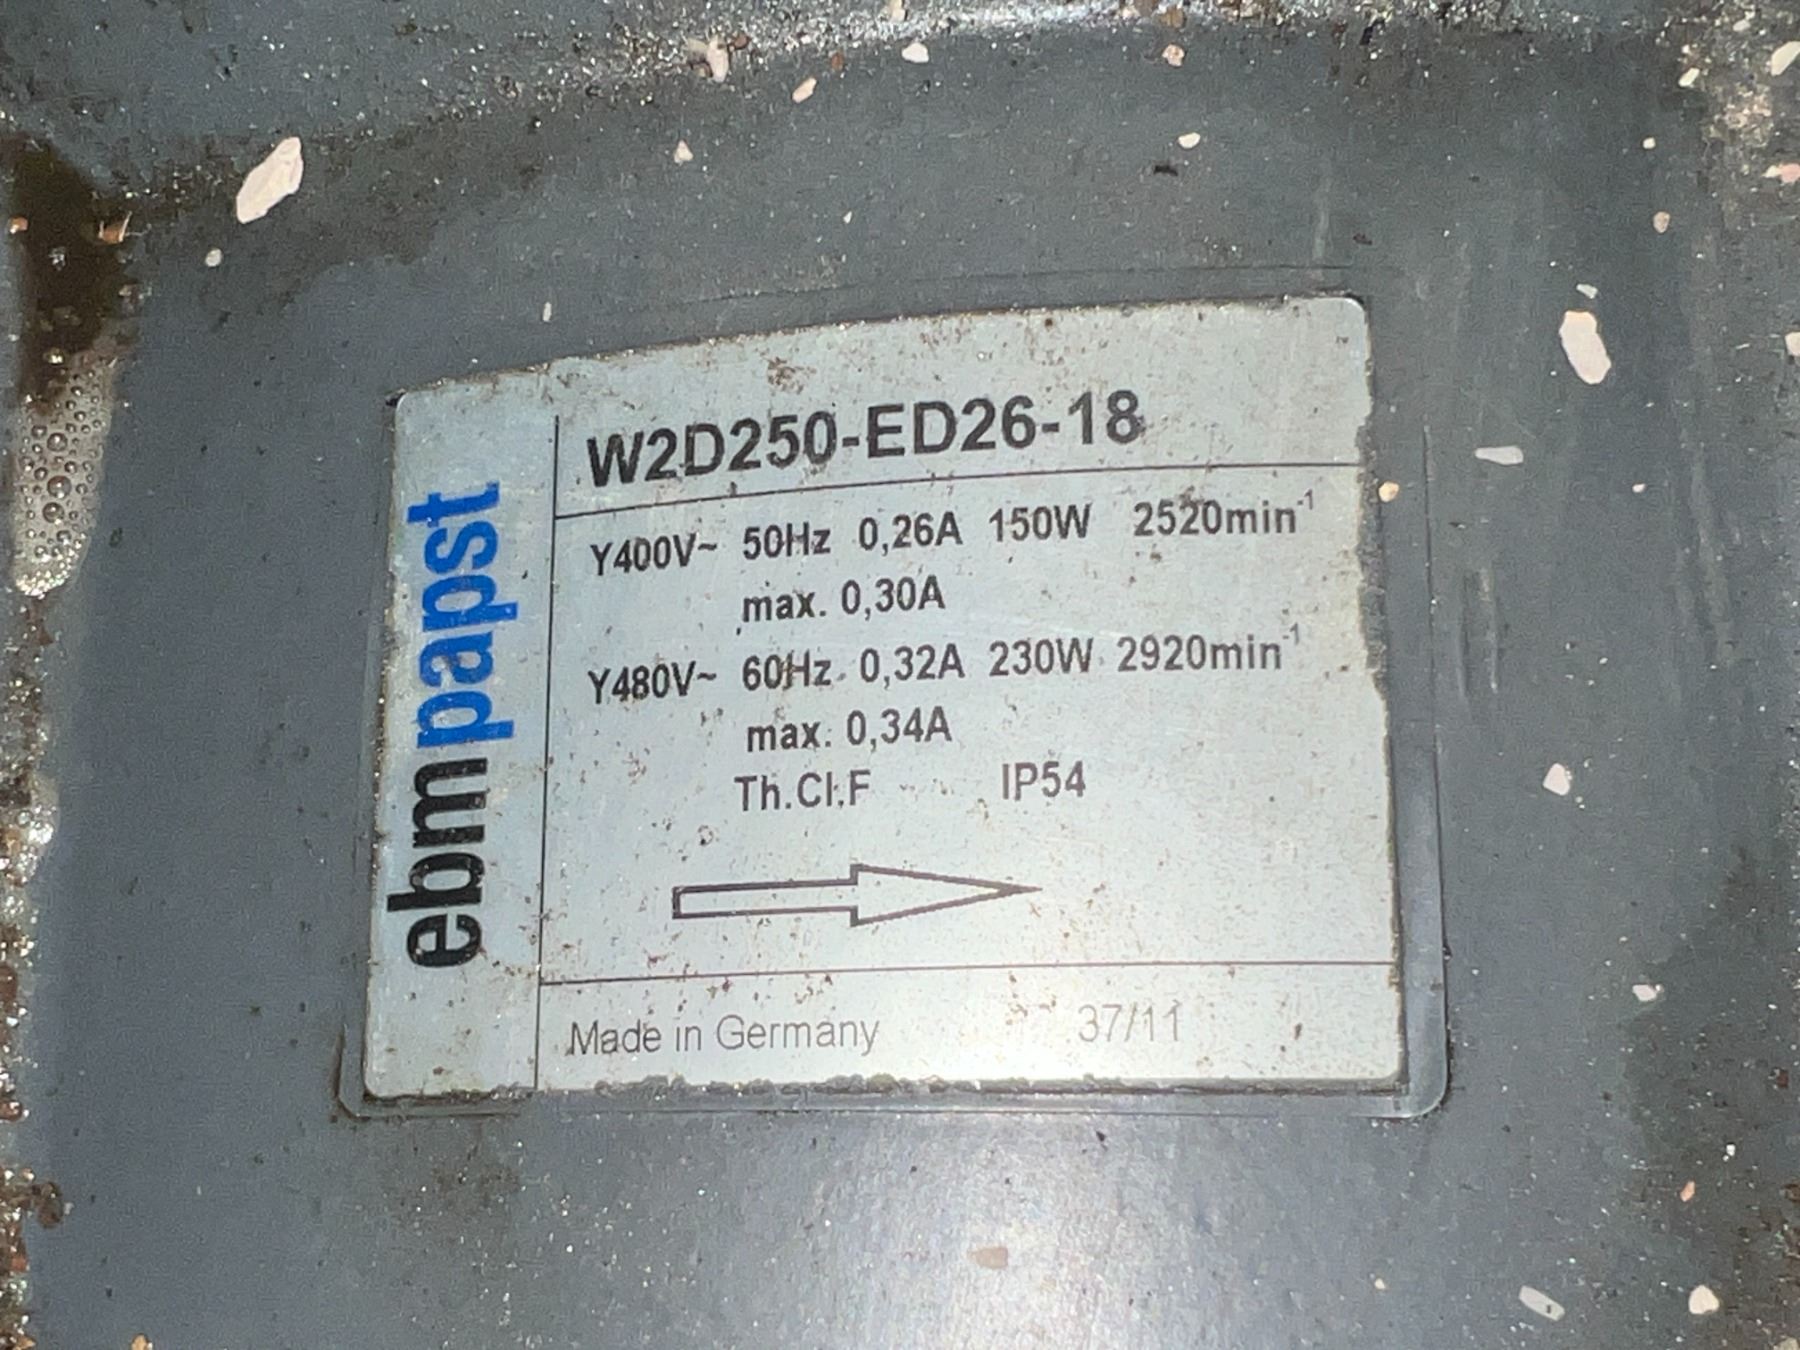 ebmpapst
W2D250-ED26-18
Y400V~ 50Hz 0,26A 150W 2520min⁻¹
max. 0,30A
Y480V~ 60Hz 0,32A 230W 2920min⁻¹
max. 0,34A
Th.Cl.F IP54
Made in Germany 37/11